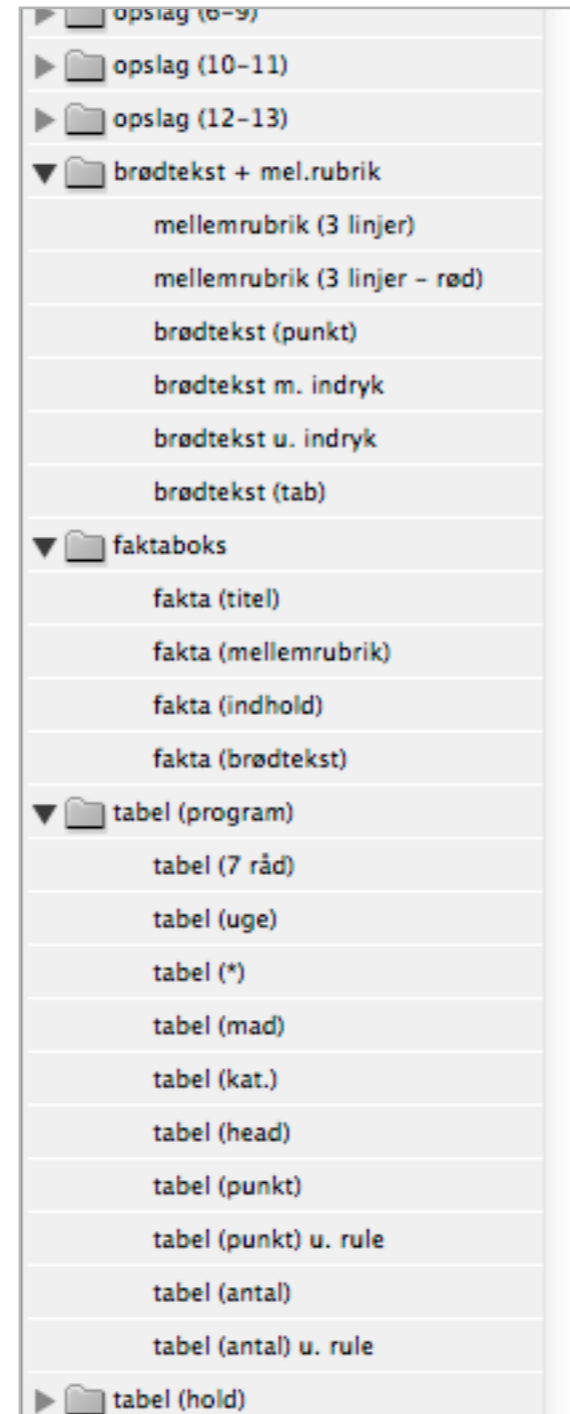 opslag (6–9)
opslag (10–11)
opslag (12–13)
brødtekst + mel.rubrik
mellemrubrik (3 linjer)
mellemrubrik (3 linjer – rød)
brødtekst (punkt)
brødtekst m. indryk
brødtekst u. indryk
brødtekst (tab)
faktaboks
fakta (titel)
fakta (mellemrubrik)
fakta (indhold)
fakta (brødtekst)
tabel (program)
tabel (7 råd)
tabel (uge)
tabel (*)
tabel (mad)
tabel (kat.)
tabel (head)
tabel (punkt)
tabel (punkt) u. rule
tabel (antal)
tabel (antal) u. rule
tabel (hold)